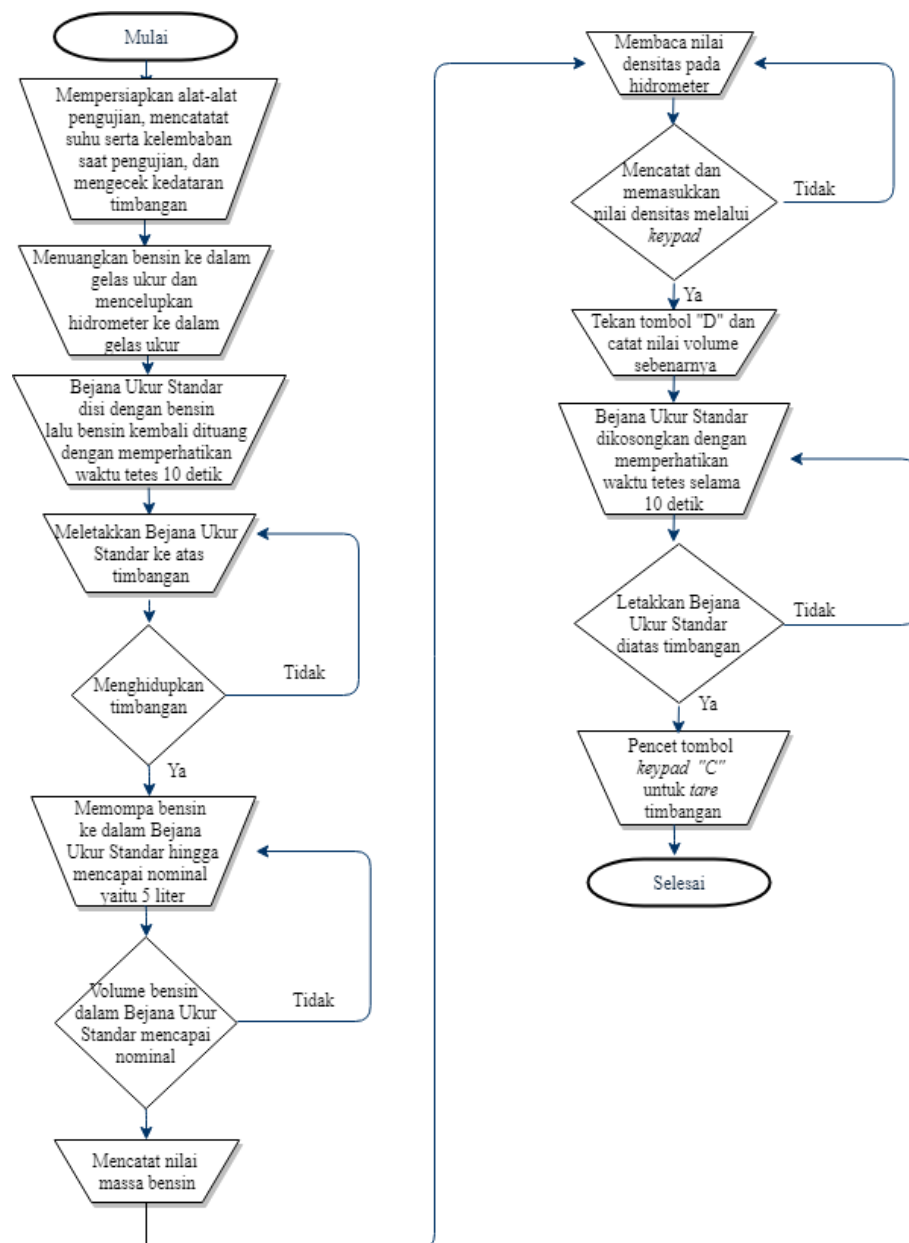 Mulai
Mempersiapkan alat-alat
pengujian, mencatatat
suhu serta kelembaban
saat pengujian, dan
mengecek kedataran
timbangan
Menuangkan bensin ke dalam
gelas ukur dan
mencelupkan
hidrometer ke dalam
gelas ukur
Bejana Ukur Standar
disi dengan bensin
lalu bensin kembali dituang
dengan memperhatikan
waktu tetes 10 detik
Meletakkan Bejana Ukur
Standar ke atas
timbangan
Menghidupkan
timbangan
Tidak
Ya
Memompa bensin
ke dalam Bejana
Ukur Standar hingga
mencapai nominal
yaitu 5 liter
Volume bensin
dalam Bejana Ukur
Standar mencapai
nominal
Tidak
Mencatat nilai
massa bensin
Membaca nilai
densitas pada
hidrometer
Mencatat dan
memasukkan
nilai densitas melalui
keypad
Tidak
Ya
Tekan tombol "D" dan
catat nilai volume
sebenarnya
Bejana Ukur Standar
dikosongkan dengan
memperhatikan
waktu tetes selama
10 detik
Letakkan Bejana
Ukur Standar
diatas timbangan
Tidak
Ya
Pencet tombol
keypad "C"
untuk tare
timbangan
Selesai